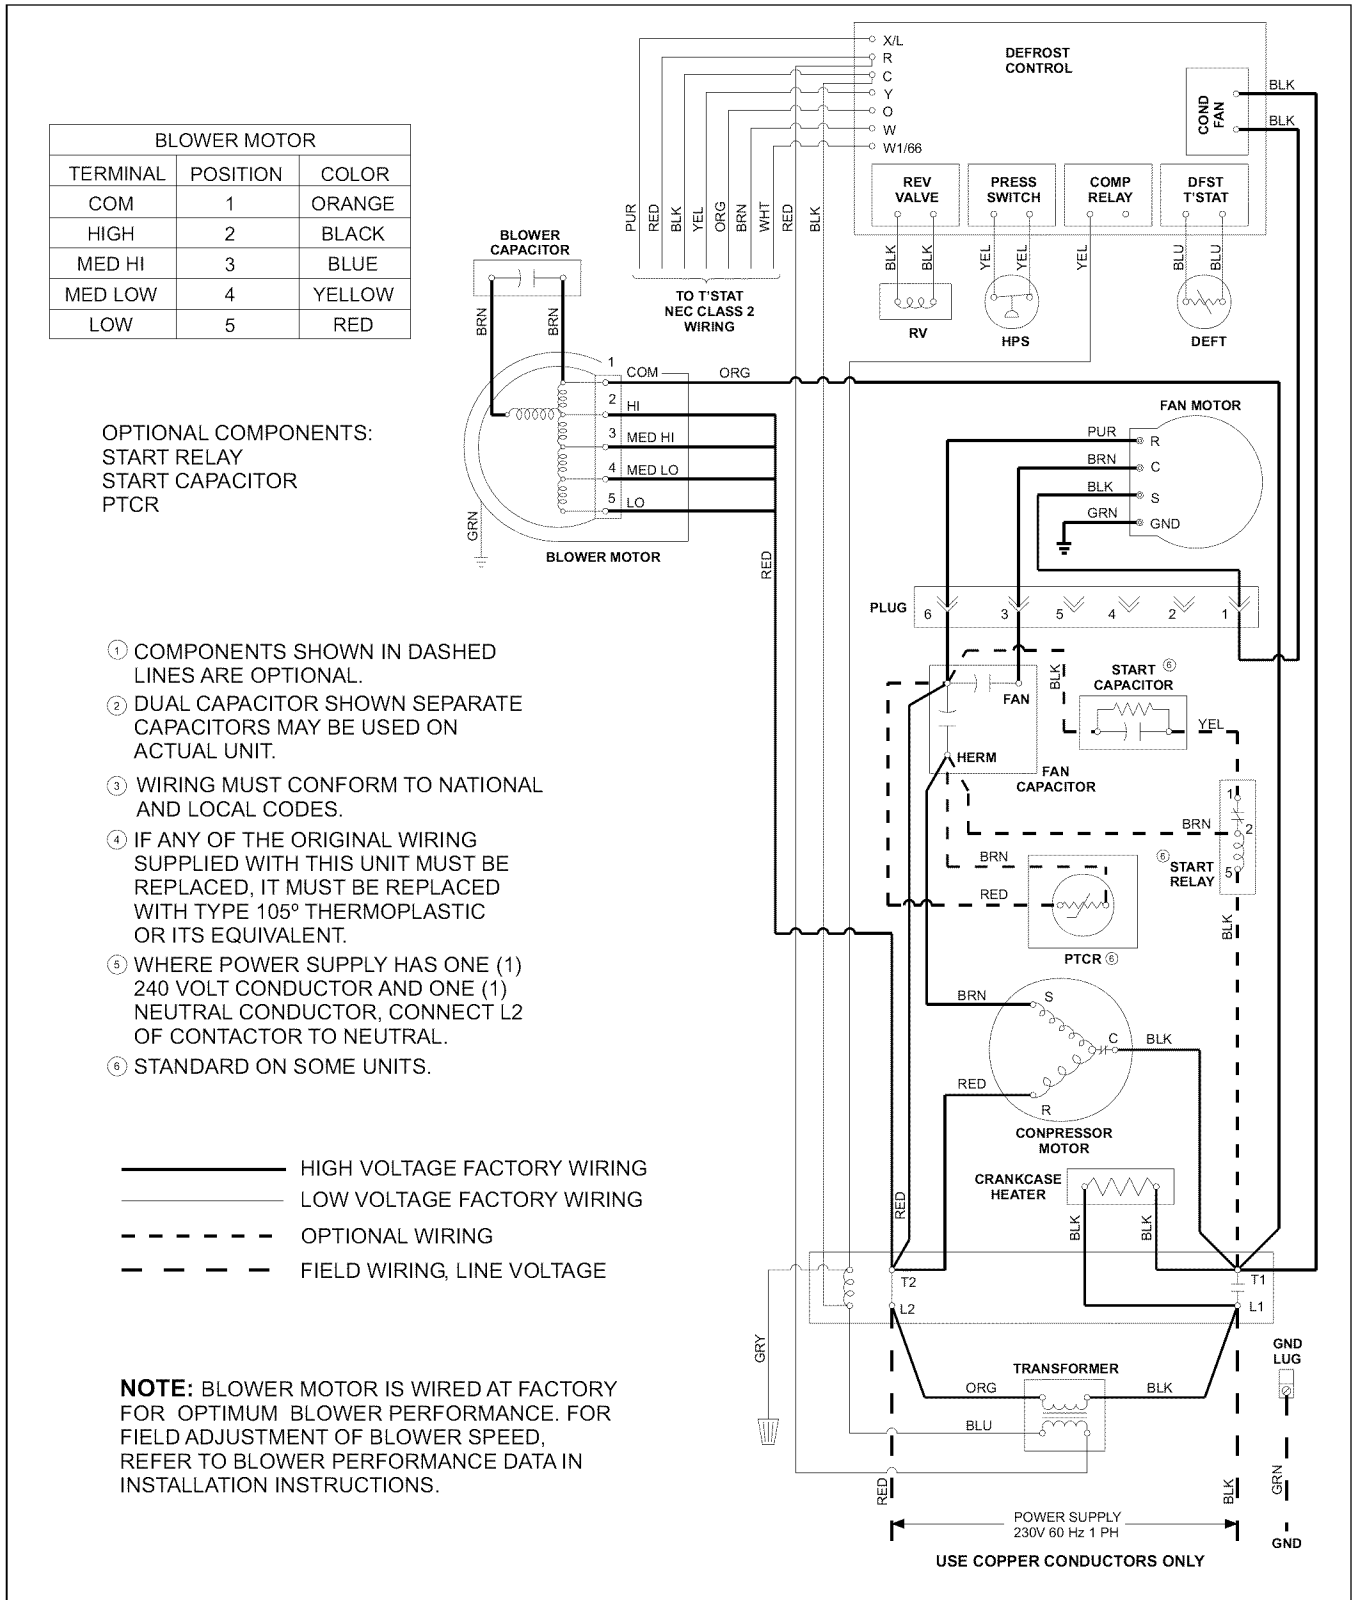 X/L
R
C
Y
O
W
W1/66
DEFROST
CONTROL
COND
FAN
BLK
BLK
BLOWER MOTOR
TERMINAL POSITION COLOR
COM 1 ORANGE
HIGH 2 BLACK
MED HI 3 BLUE
MED LOW 4 YELLOW
LOW 5 RED
REV
VALVE
PRESS
SWITCH
COMP
RELAY
DFST
T'STAT
PUR
RED
BLK
YEL
ORG
BRN
WHT
RED
BLK
BLK
BLK
YEL
YEL
YEL
BLU
BLU
RV
HPS
DEFT
TO T'STAT
NEC CLASS 2
WIRING
BLOWER
CAPACITOR
BRN
BRN
1
COM
ORG
2
HI
3
MED HI
4
MED LO
5
LO
GRN
BLOWER MOTOR
RED
OPTIONAL COMPONENTS:
START RELAY
START CAPACITOR
PTCR
FAN MOTOR
PUR
R
BRN
C
BLK
S
GRN
GND
PLUG
6
3
5
4
2
1
1 COMPONENTS SHOWN IN DASHED
LINES ARE OPTIONAL.
2 DUAL CAPACITOR SHOWN SEPARATE
CAPACITORS MAY BE USED ON
ACTUAL UNIT.
3 WIRING MUST CONFORM TO NATIONAL
AND LOCAL CODES.
4 IF ANY OF THE ORIGINAL WIRING
SUPPLIED WITH THIS UNIT MUST BE
REPLACED, IT MUST BE REPLACED
WITH TYPE 105º THERMOPLASTIC
OR ITS EQUIVALENT.
5 WHERE POWER SUPPLY HAS ONE (1)
240 VOLT CONDUCTOR AND ONE (1)
NEUTRAL CONDUCTOR, CONNECT L2
OF CONTACTOR TO NEUTRAL.
6 STANDARD ON SOME UNITS.
FAN
HERM
FAN
CAPACITOR
BLK
START 6
CAPACITOR
YEL
1
2
5
BRN
6 START
RELAY
BLK
BRN
RED
PTCR 6
BRN
S
C
BLK
RED
R
CONPRESSOR
MOTOR
CRANKCASE
HEATER
BLK
BLK
RED
HIGH VOLTAGE FACTORY WIRING
LOW VOLTAGE FACTORY WIRING
OPTIONAL WIRING
FIELD WIRING, LINE VOLTAGE
T2
L2
T1
L1
GRY
TRANSFORMER
ORG
BLK
BLU
GND
LUG
RED
BLK
GRN
GND
POWER SUPPLY
230V 60 Hz 1 PH
USE COPPER CONDUCTORS ONLY
NOTE: BLOWER MOTOR IS WIRED AT FACTORY
FOR OPTIMUM BLOWER PERFORMANCE. FOR
FIELD ADJUSTMENT OF BLOWER SPEED,
REFER TO BLOWER PERFORMANCE DATA IN
INSTALLATION INSTRUCTIONS.